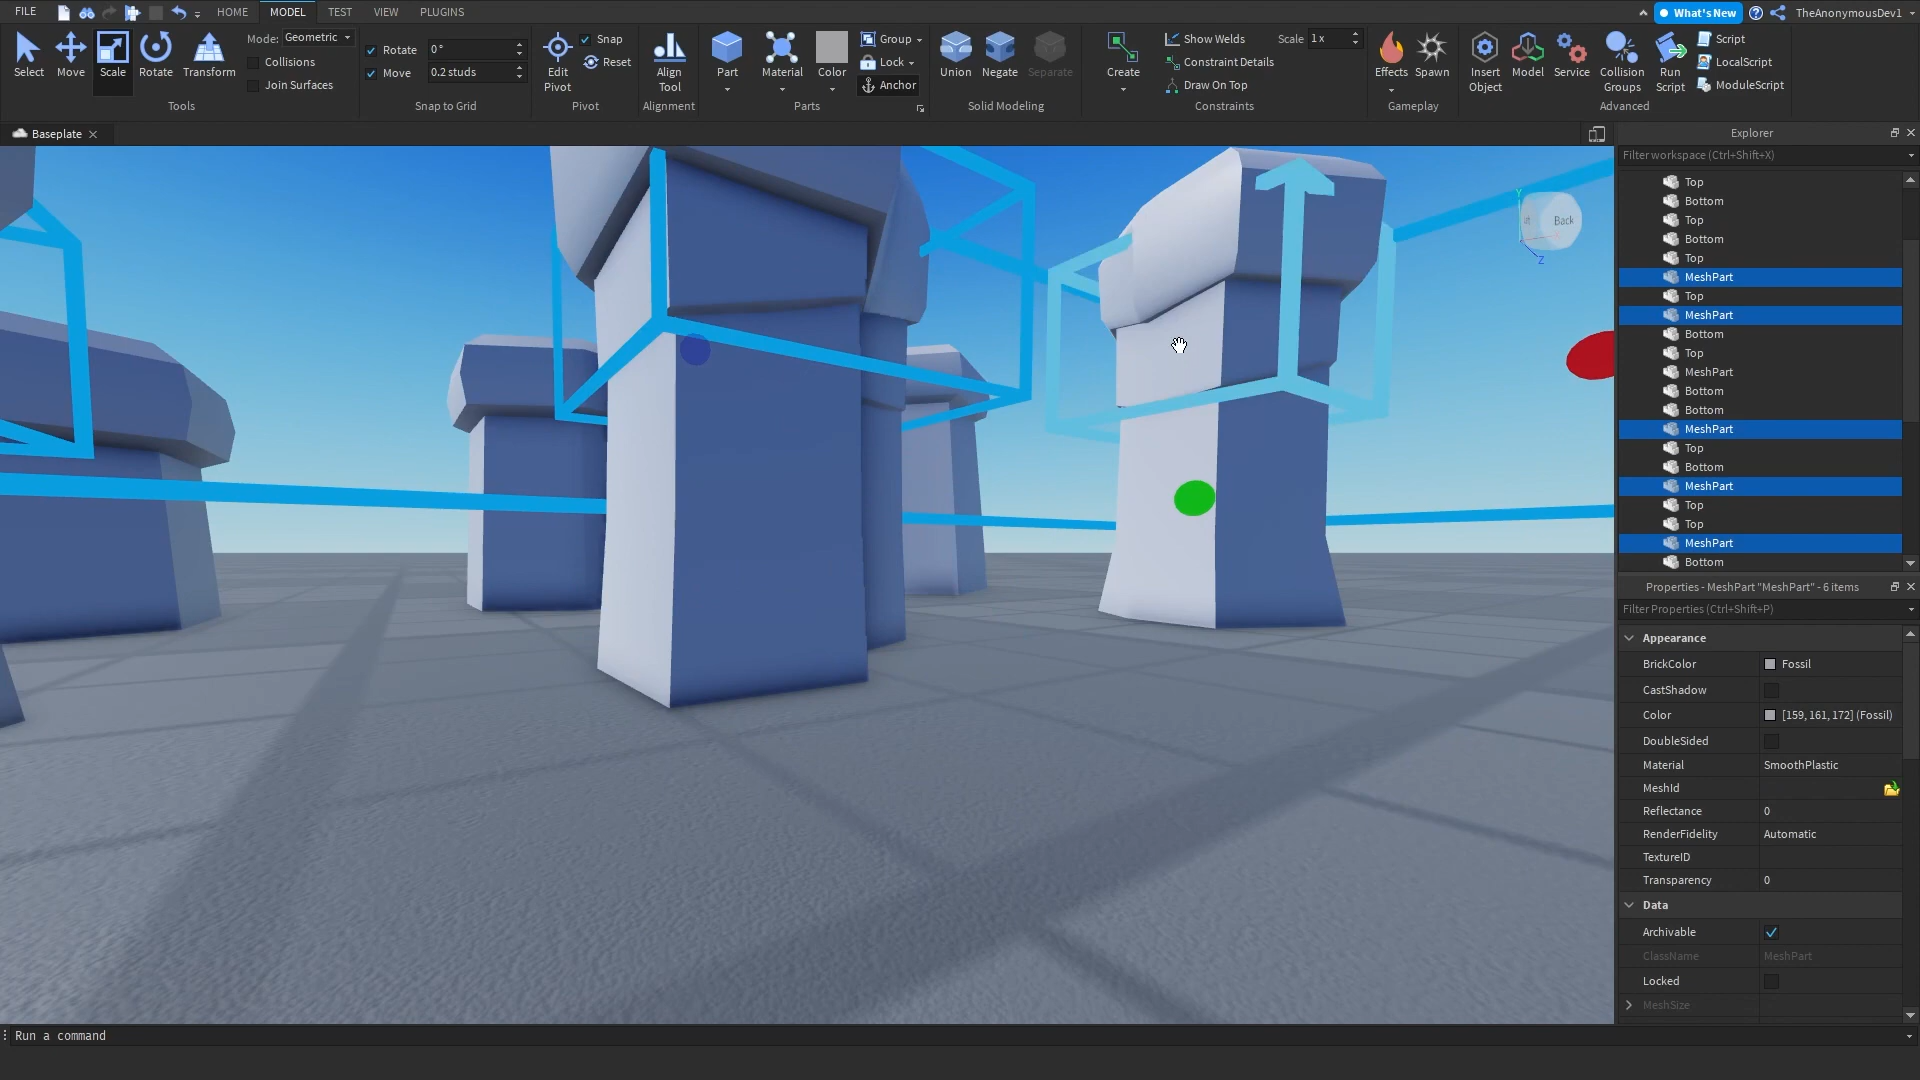 FILE HOME MODEL TEST VIEW PLUGINS What's New TheAnonymousDev1
Select Move Scale Rotate Transform
Mode: Geometric
Collisions
Join Surfaces
Tools
Rotate 0°
Move 0.2 studs
Snap to Grid
Edit Pivot
Snap
Reset
Pivot
Align Tool
Alignment
Part Material Color
Group
Lock
Anchor
Parts
Union Negate Separate
Solid Modeling
Create
Show Welds
Constraint Details
Draw On Top
Scale 1 x
Constraints
Effects Spawn
Gameplay
Insert Object Model Service Collision Groups Run Script
Script
LocalScript
ModuleScript
Advanced
Baseplate
Y
Back
Z
Explorer
Filter workspace (Ctrl+Shift+X)
Top
Bottom
Top
Bottom
Top
MeshPart
Top
MeshPart
Bottom
Top
MeshPart
Bottom
Bottom
MeshPart
Top
Bottom
MeshPart
Top
Top
MeshPart
Bottom
Properties - MeshPart "MeshPart" - 6 items
Filter Properties (Ctrl+Shift+P)
Appearance
BrickColor Fossil
CastShadow
Color [159, 161, 172] (Fossil)
DoubleSided
Material SmoothPlastic
MeshId
Reflectance 0
RenderFidelity Automatic
TextureID
Transparency 0
Data
Archivable
ClassName MeshPart
Locked
MeshSize
Run a command